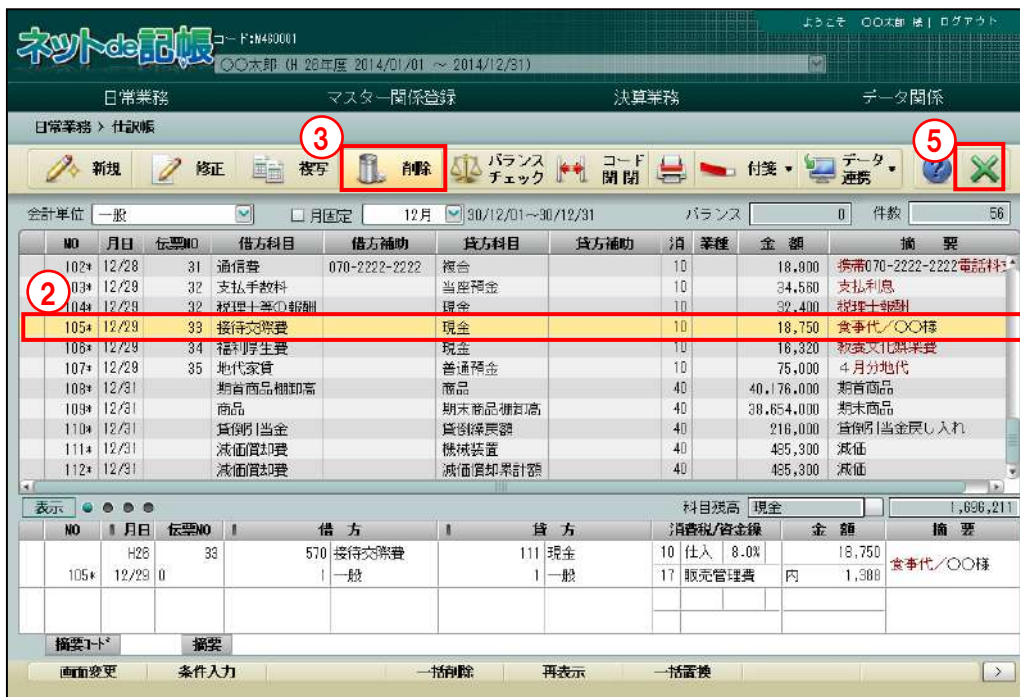 ようこそ 〇〇太郎 様 | ログアウト
ネットde記帳 コード:N460001
〇〇太郎 (H 26年度 2014/01/01 ～ 2014/12/31)
日常業務 マスター関係登録 決算業務 データ関係
日常業務 > 仕訳帳
③ ⑤
新規 修正 複写 削除 バランスチェック コード開閉 付箋 データ連携
会計単位 一般 月固定 12月 30/12/01～30/12/31 バランス 0 件数 56
NO 月日 伝票NO 借方科目 借方補助 貸方科目 貸方補助 消 業種 金 額 摘 要
102* 12/28 31 通信費 070-2222-2222 複合 10 18,900 携帯070-2222-2222電話料
②
03* 12/29 32 支払手数料 当座預金 10 34,560 支払利息
104* 12/29 32 税理士等の報酬 現金 10 32,400 税理士報酬
105* 12/29 33 接待交際費 現金 10 18,750 食事代／〇〇様
106* 12/29 34 福利厚生費 現金 10 16,320 教養文化娯楽費
107* 12/29 35 地代家賃 普通預金 10 75,000 4月分地代
108* 12/31 期首商品棚卸高 商品 40 40,176,000 期首商品
109* 12/31 商品 期末商品棚卸高 40 38,654,000 期末商品
110* 12/31 貸倒引当金 貸倒繰戻額 40 216,000 貸倒引当金戻し入れ
111* 12/31 減価償却費 機械装置 40 485,300 減価
112* 12/31 減価償却費 減価償却累計額 40 485,300 減価
表示 科目残高 現金 1,696,211
NO 月日 伝票NO 借 方 貸 方 消費税/資金繰 金 額 摘 要
H26 33 570 接待交際費 111 現金 10 仕入 8.0% 18,750 食事代／〇〇様
105* 12/29 0 1 一般 1 一般 17 販売管理費 内 1,388
摘要コード 摘要
画面変更 条件入力 一括削除 再表示 一括置換 >